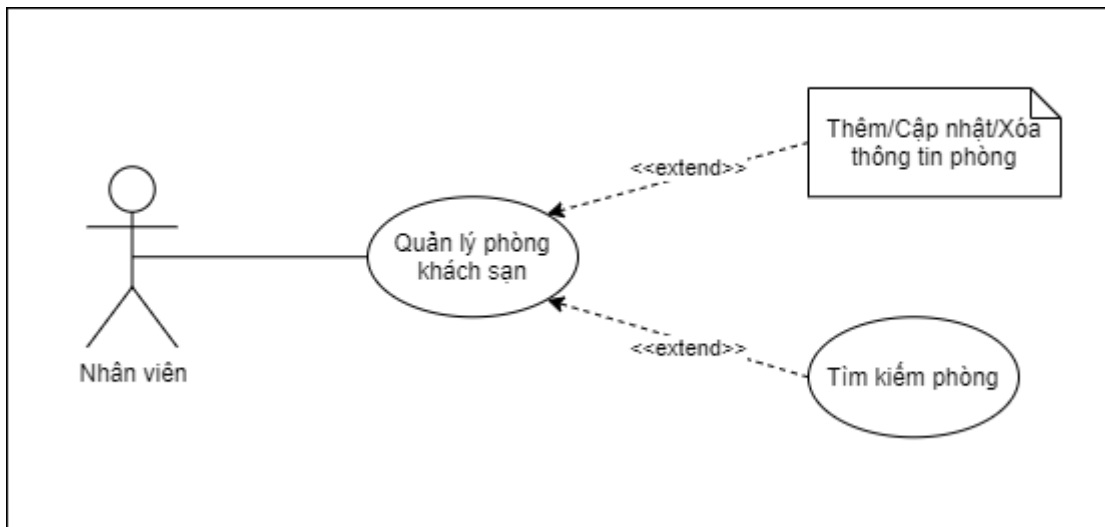 Thêm/Cập nhật/Xóa
thông tin phòng
<<extend>>
Quản lý phòng
khách sạn
<<extend>>
Nhân viên
Tìm kiếm phòng